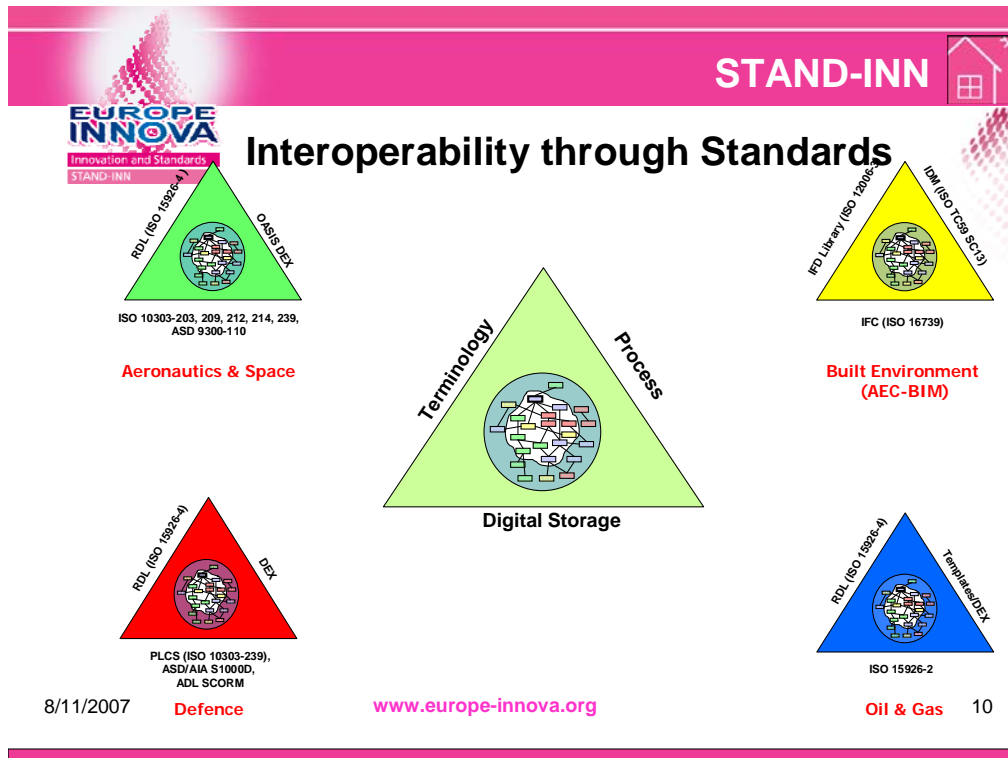 STAND-INN
EUROPE
INNOVA
Innovation and Standards
STAND-INN
Interoperability through Standards
RDL (ISO 15926-4 )
OASIS DEX
ISO 10303-203, 209, 212, 214, 239,
ASD 9300-110
Aeronautics & Space
IFD Library (ISO 12006-3)
IDM (ISO TC59 SC13)
IFC (ISO 16739)
Built Environment
(AEC-BIM)
Terminology
Process
Digital Storage
RDL (ISO 15926-4)
DEX
PLCS (ISO 10303-239),
ASD/AIA S1000D,
ADL SCORM
Defence
RDL (ISO 15926-4)
Templates/DEX
ISO 15926-2
Oil & Gas
8/11/2007
www.europe-innova.org
10